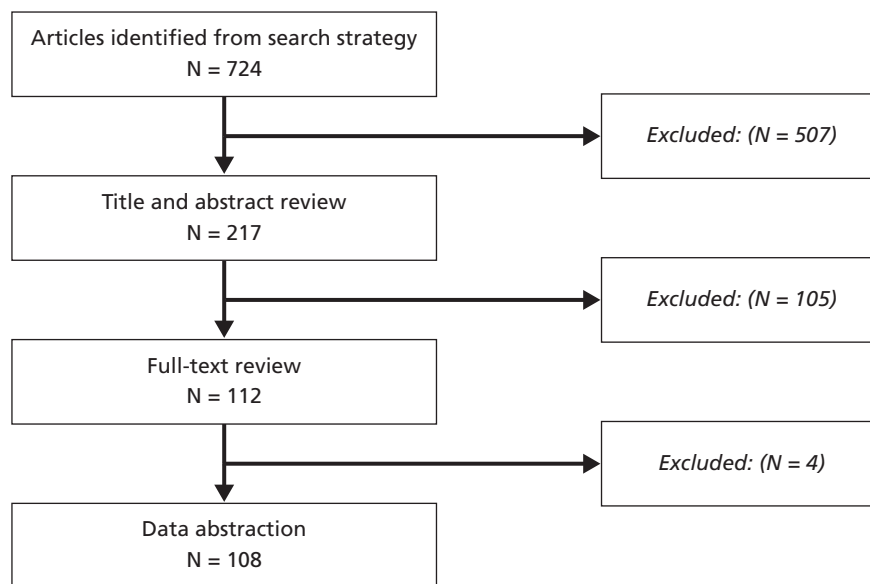 Articles identified from search strategy
N = 724
Excluded: (N = 507)
Title and abstract review
N = 217
Excluded: (N = 105)
Full-text review
N = 112
Excluded: (N = 4)
Data abstraction
N = 108